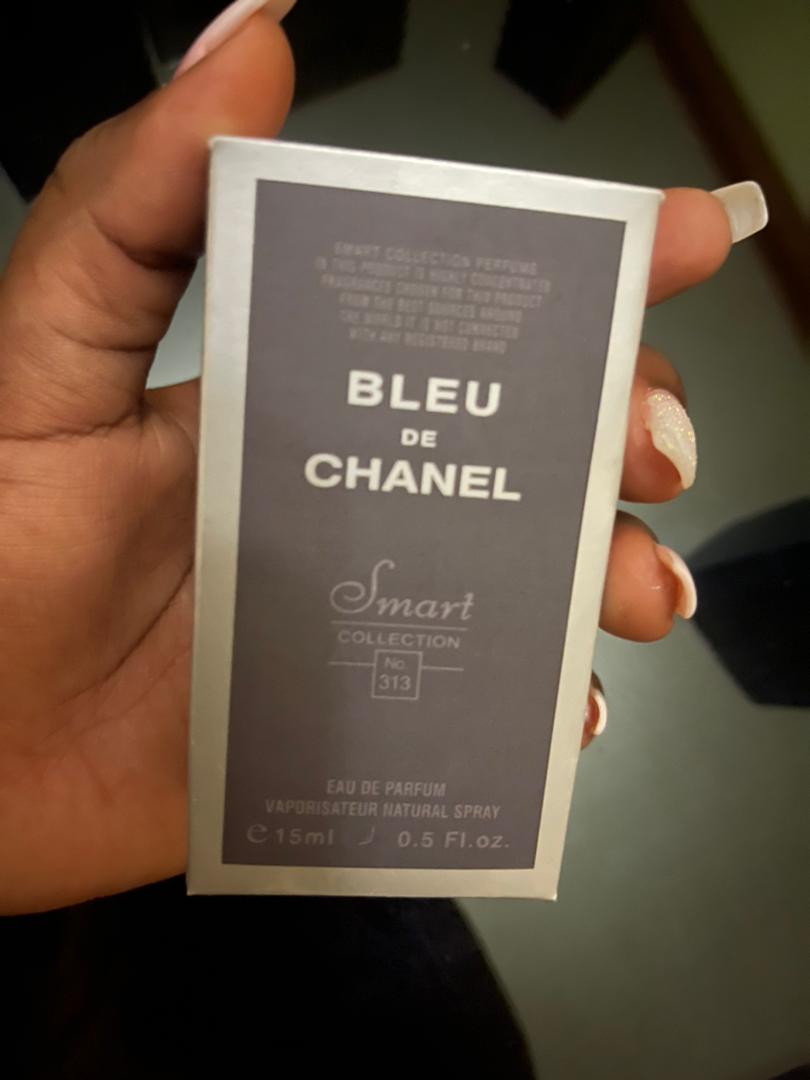 SMART COLLECTION PERFUME
IN THIS PRODUCT IS HIGHLY CONCENTRATED
FRAGRANCES CHOSEN FOR THIS PRODUCT
FROM THE BEST SOURCES AROUND
THE WORLD IT IS NOT CONNECTED
WITH ANY REGISTERED BRAND
BLEU
DE
CHANEL
Smart
COLLECTION
No.
313
EAU DE PARFUM
VAPORISATEUR NATURAL SPRAY
e 15ml 0.5 Fl.oz.